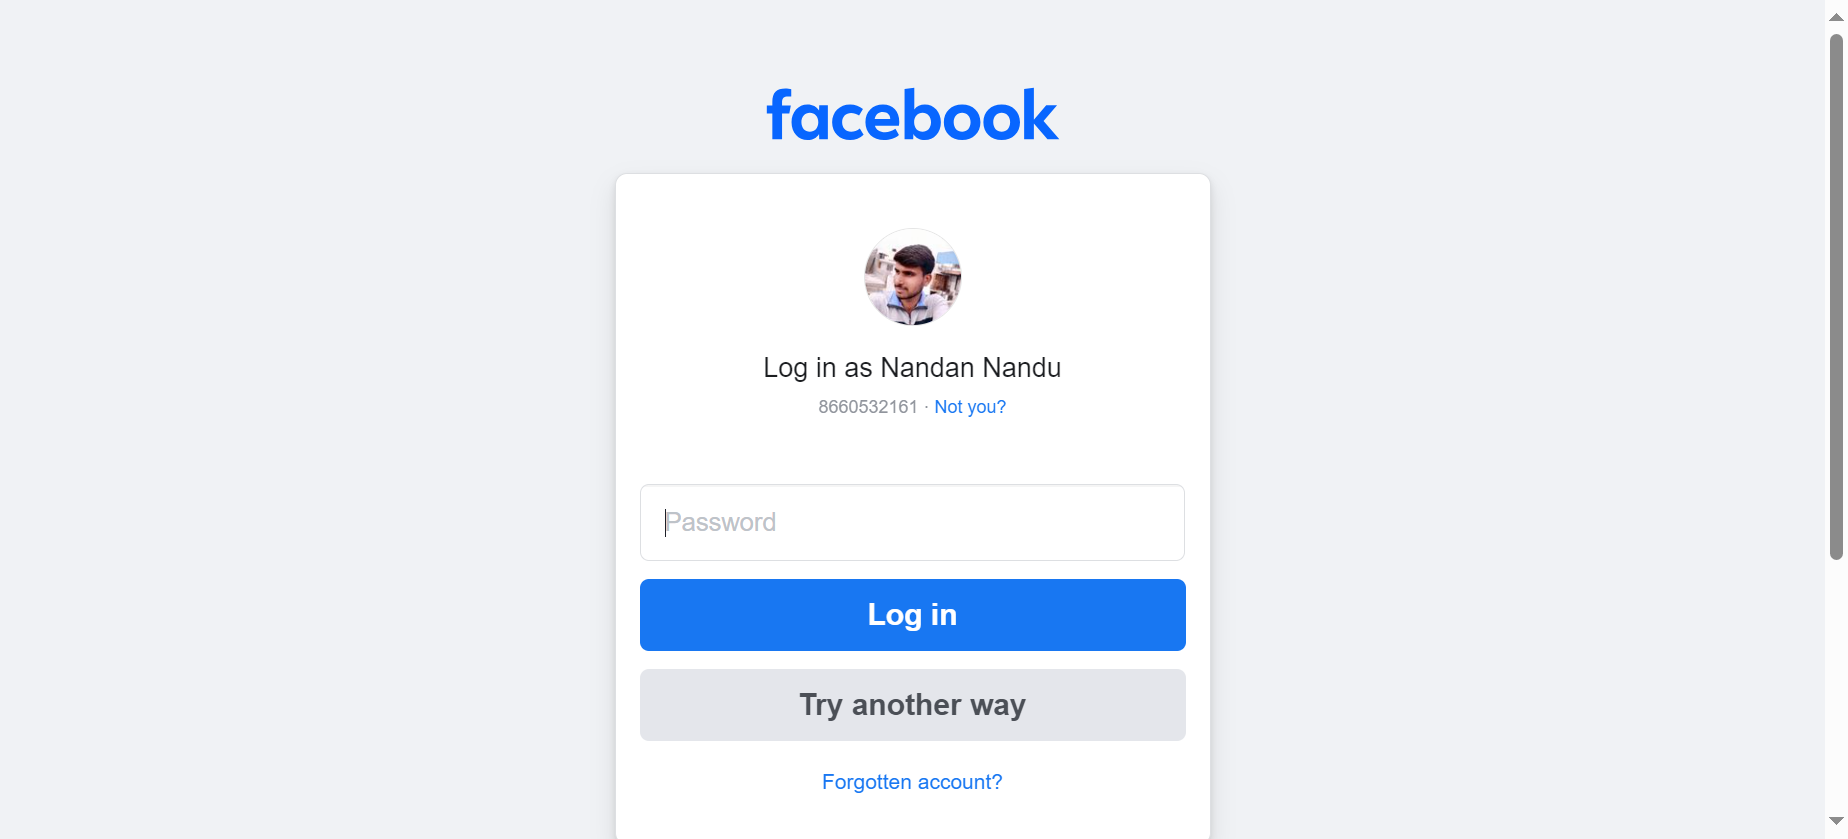 facebook
Log in as Nandan Nandu
8660532161 · Not you?
Password
Log in
Try another way
Forgotten account?